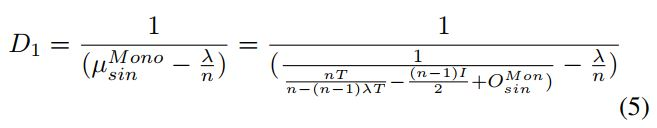 D_1 = \frac{1}{(\mu_{sin}^{Mono} - \frac{\lambda}{n})} = \frac{1}{(\frac{1}{\frac{nT}{n-(n-1)\lambda T} - \frac{(n-1)I}{2} + O_{sin}^{Mon})} - \frac{\lambda}{n})}
(5)